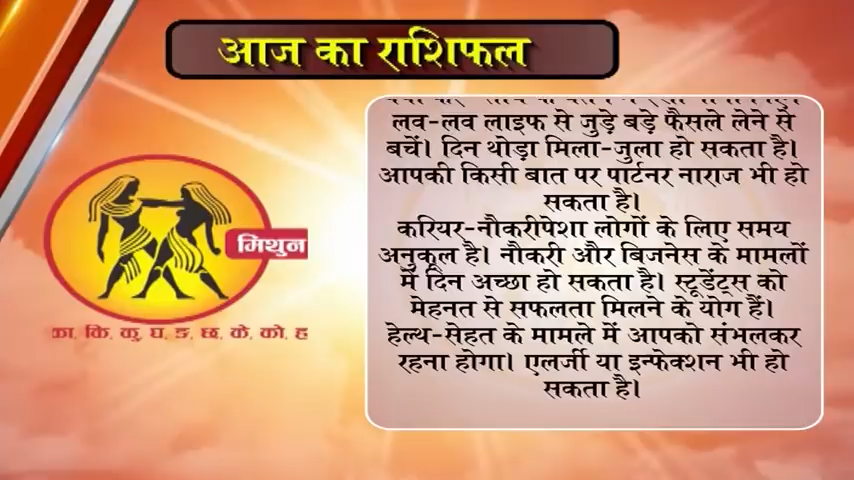 आज का राशिफल
लव-लव लाइफ से जुड़े बड़े फैसले लेने से
बचें। दिन थोड़ा मिला-जुला हो सकता है।
आपकी किसी बात पर पार्टनर नाराज भी हो
सकता है।
करियर-नौकरीपेशा लोगों के लिए समय
अनुकूल है। नौकरी और बिजनेस के मामलों
में दिन अच्छा हो सकता है। स्टूडेंट्स को
मेहनत से सफलता मिलने के योग हैं।
हेल्थ-सेहत के मामले में आपको संभलकर
रहना होगा। एलर्जी या इन्फेक्शन भी हो
सकता है।
मिथुन
का, कि, कु, घ, ङ, छ, के, को, ह